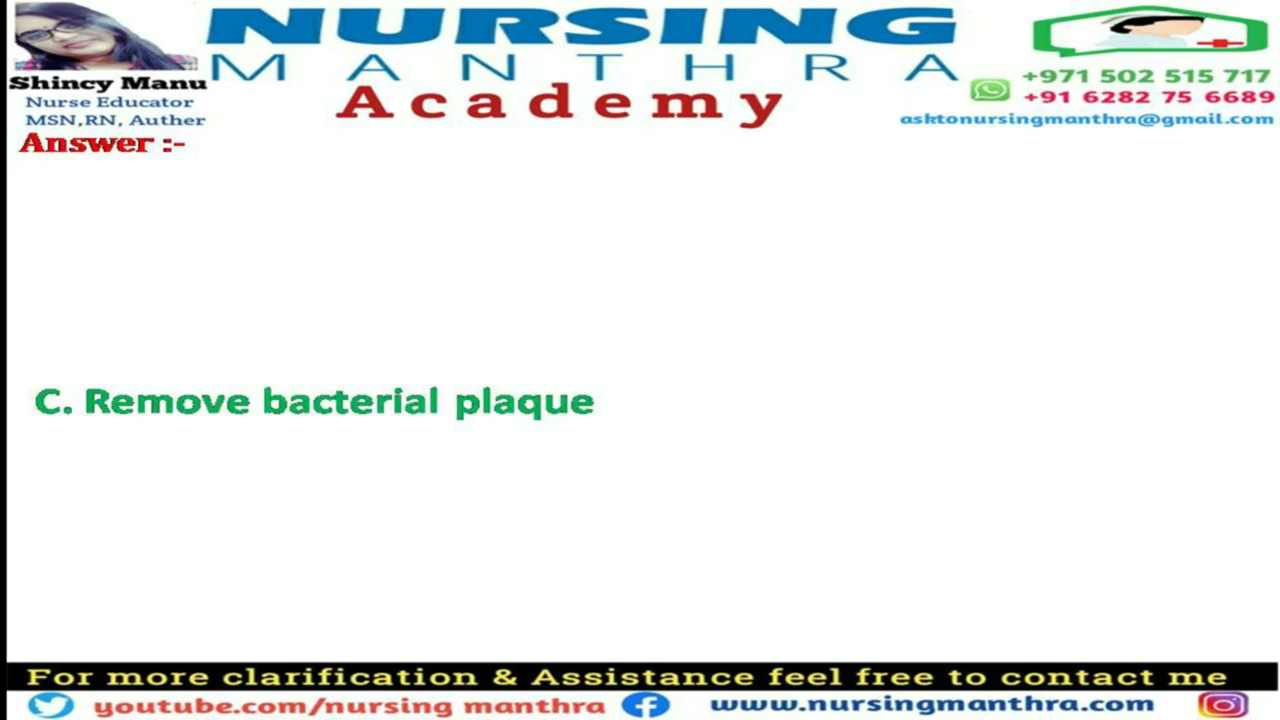 NURSING
MANTHRA
Academy
Shincy Manu
Nurse Educator
MSN,RN, Auther
+971 502 515 717
+91 6282 75 6689
asktonursingmanthra@gmail.com
Answer :-
C. Remove bacterial plaque
For more clarification & Assistance feel free to contact me
youtube.com/nursing manthra
www.nursingmanthra.com